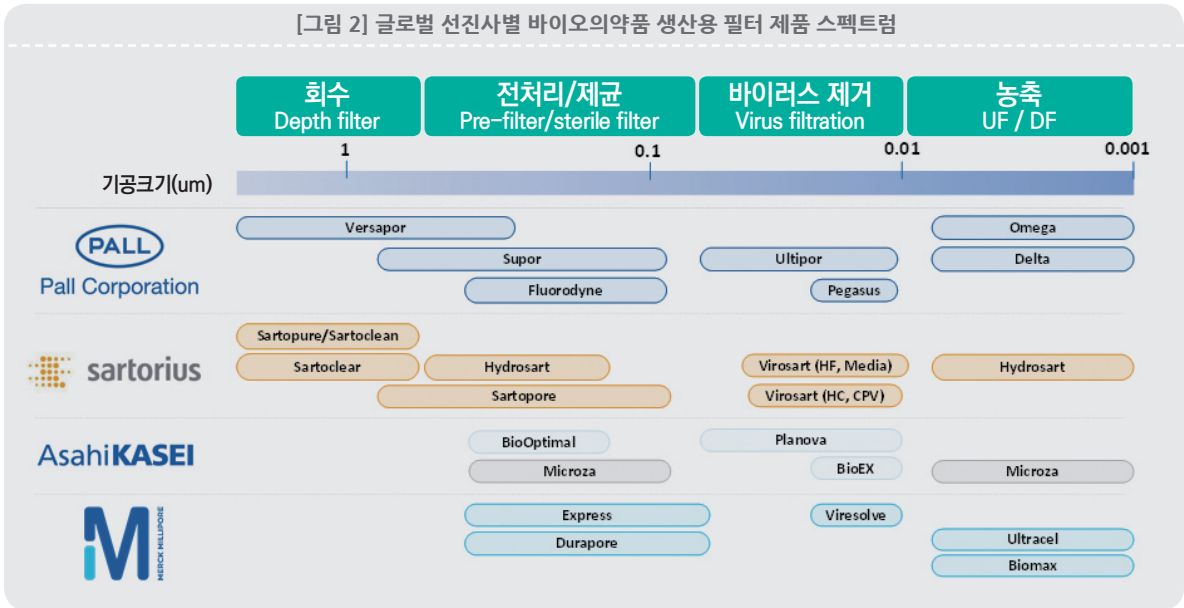 [그림 2] 글로벌 선진사별 바이오의약품 생산용 필터 제품 스펙트럼
회수 전처리/제균 바이러스 제거 농축
Depth filter Pre-filter/sterile filter Virus filtration UF / DF
1 0.1 0.01 0.001
기공크기(um)
PALL
Pall Corporation
Versapor Omega
Supor Ultipor Delta
Fluorodyne Pegasus
sartorius
Sartopure/Sartoclean
Sartoclear Hydrosart Virosart (HF, Media) Hydrosart
Sartopore Virosart (HC, CPV)
AsahiKASEI
BioOptimal Planova
Microza BioEX Microza
M
MERCK MILLIPORE
Express Viresolve
Durapore Ultracel
Biomax